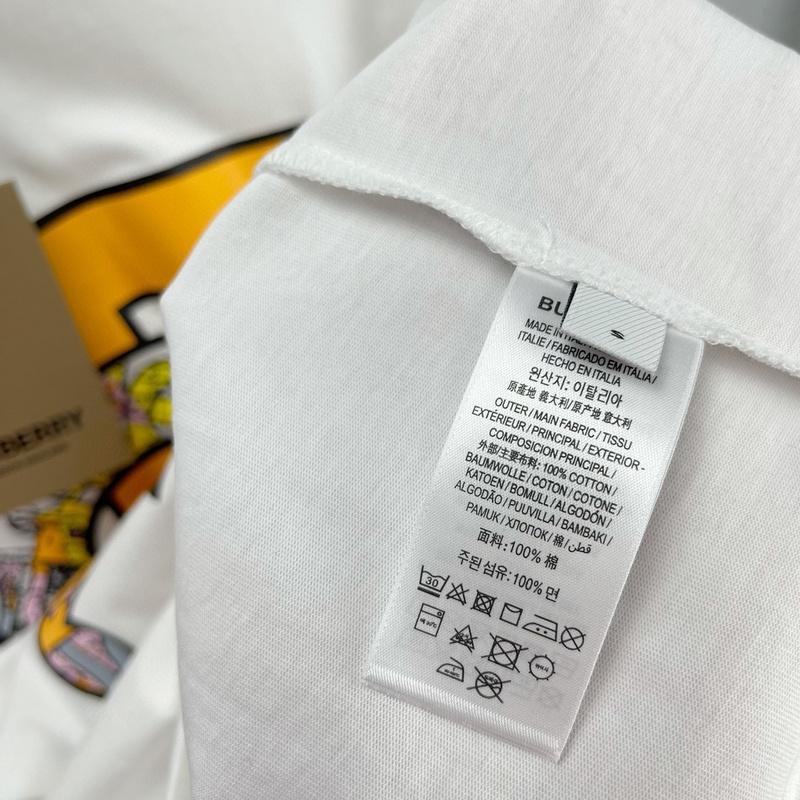 BERRY
BU
S
MADE IN ITALY
ITALIE / FABRICADO EM ITALIA /
HECHO EN ITALIA
원산지: 이탈리아
原產地 義大利/原产地 意大利
OUTER / MAIN FABRIC / TISSU
EXTÉRIEUR / PRINCIPAL / EXTERIOR -
COMPOSICION PRINCIPAL /
外部/主要布料: 100% COTTON /
BAUMWOLLE / COTON / COTONE /
KATOEN / BOMULL / ALGODÓN /
ALGODÃO / PUUVILLA / BAMBAKI /
PAMUK / ХЛОПОК / 棉 / قطن
面料: 100% 棉
주된 섬유: 100% 면
30